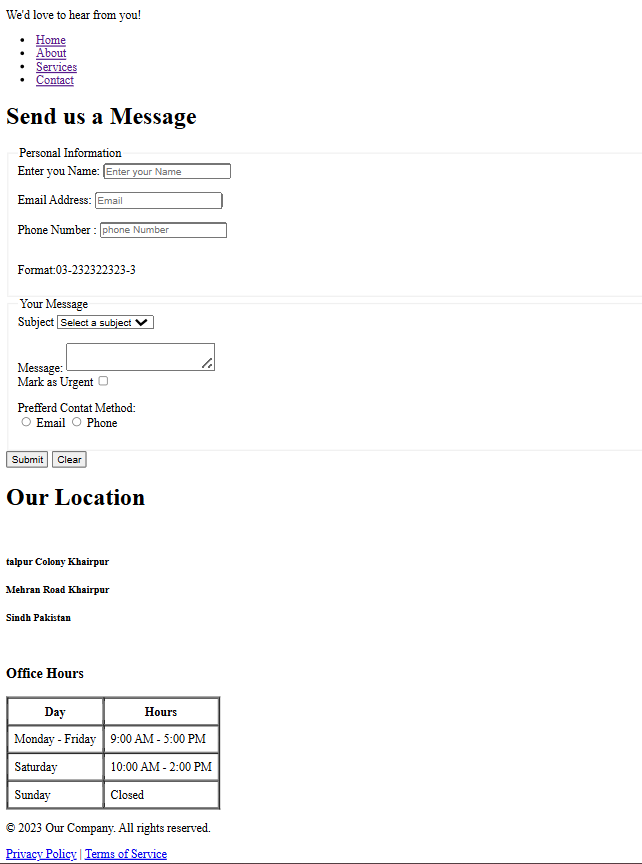 We'd love to hear from you!
Home
About
Services
Contact
Send us a Message
Personal Information
Enter you Name: Enter your Name
Email Address: Email
Phone Number : phone Number
Format:03-232322323-3
Your Message
Subject Select a subject
Message:
Mark as Urgent
Prefferd Contat Method:
Email Phone
Submit Clear
Our Location
talpur Colony Khairpur
Mehran Road Khairpur
Sindh Pakistan
Office Hours
Day Hours
Monday - Friday 9:00 AM - 5:00 PM
Saturday 10:00 AM - 2:00 PM
Sunday Closed
© 2023 Our Company. All rights reserved.
Privacy Policy | Terms of Service